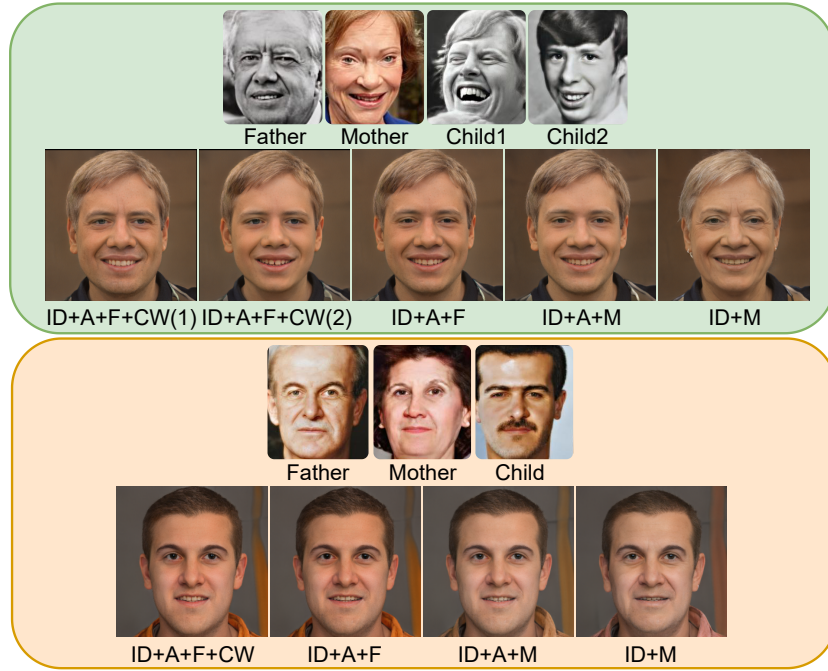 Father Mother Child1 Child2
ID+A+F+CW(1) ID+A+F+CW(2) ID+A+F ID+A+M ID+M
Father Mother Child
ID+A+F+CW ID+A+F ID+A+M ID+M